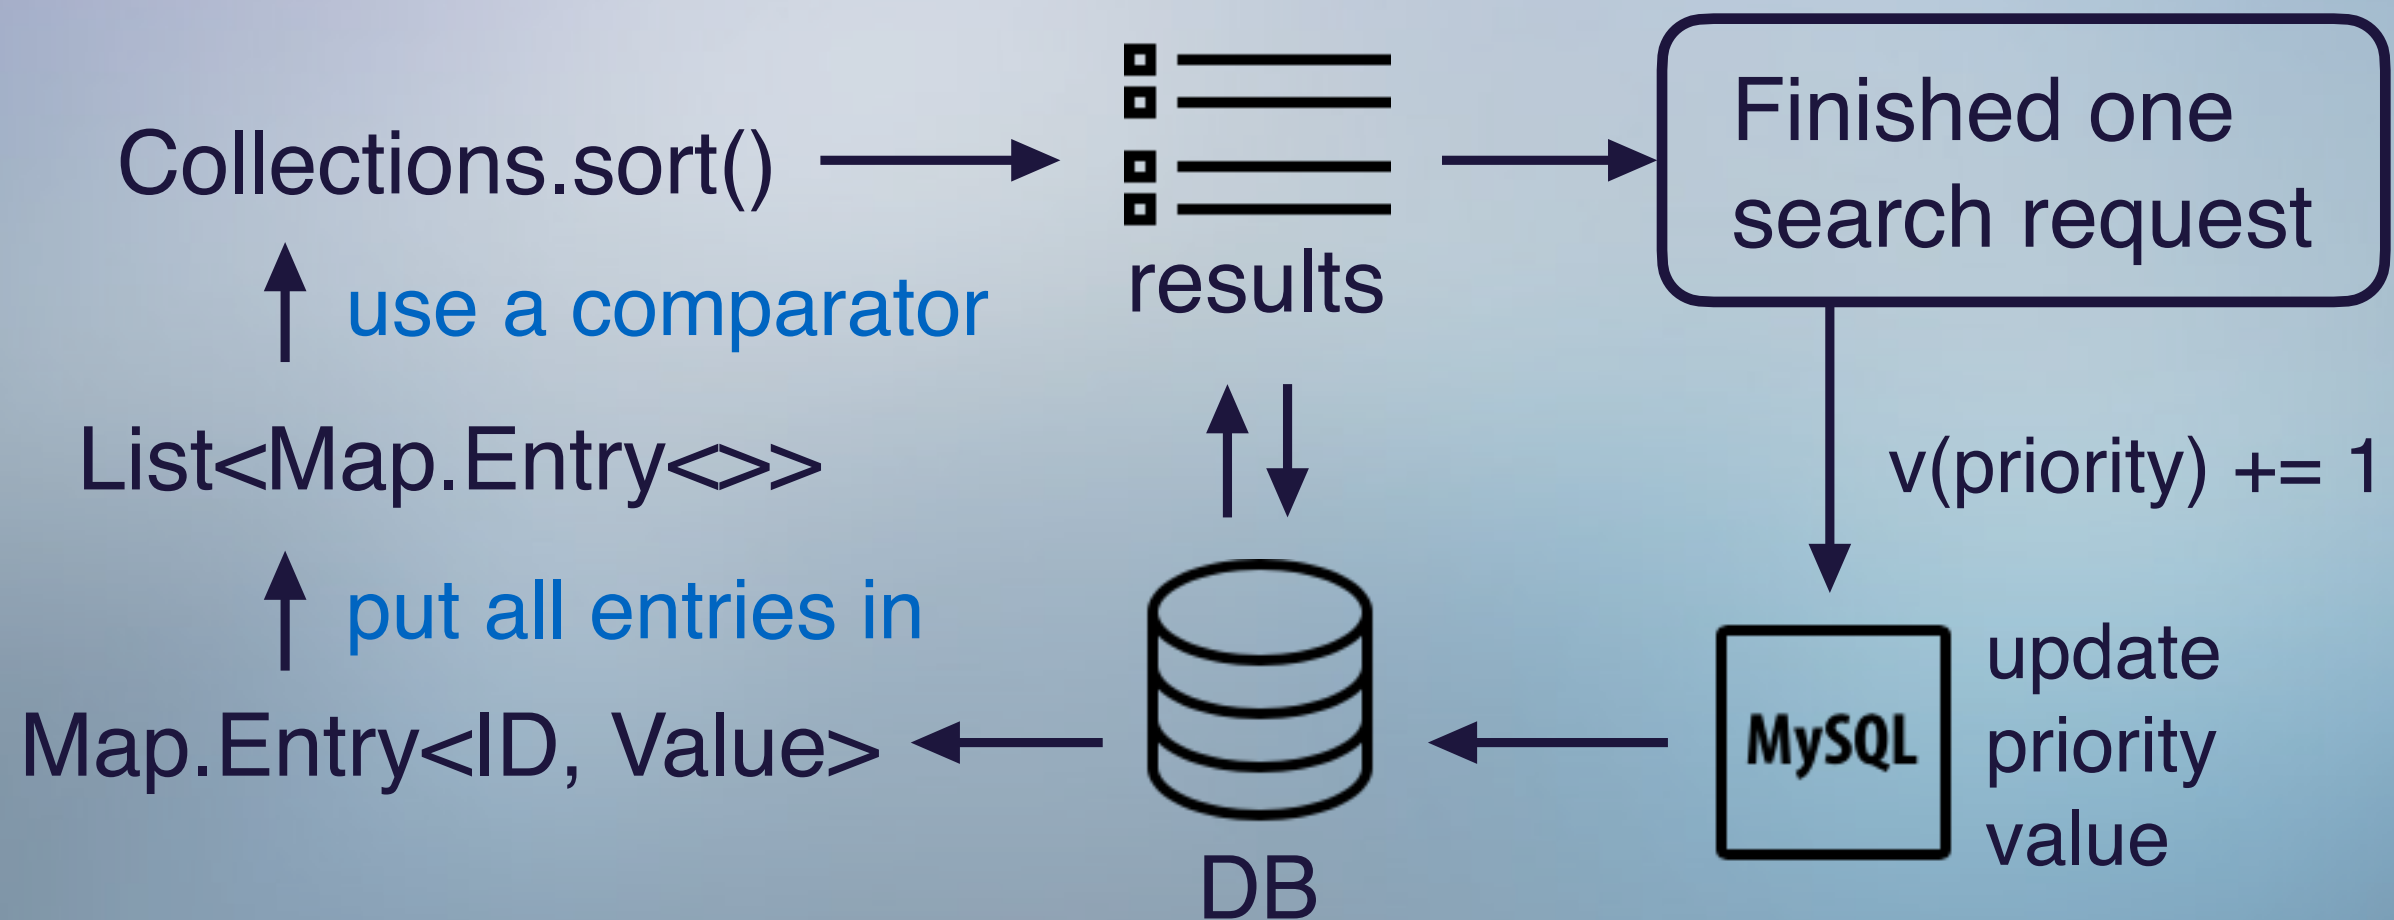 Collections.sort()
use a comparator
List<Map.Entry<>>
put all entries in
Map.Entry<ID, Value>
results
DB
Finished one
search request
v(priority) += 1
MySQL
update
priority
value